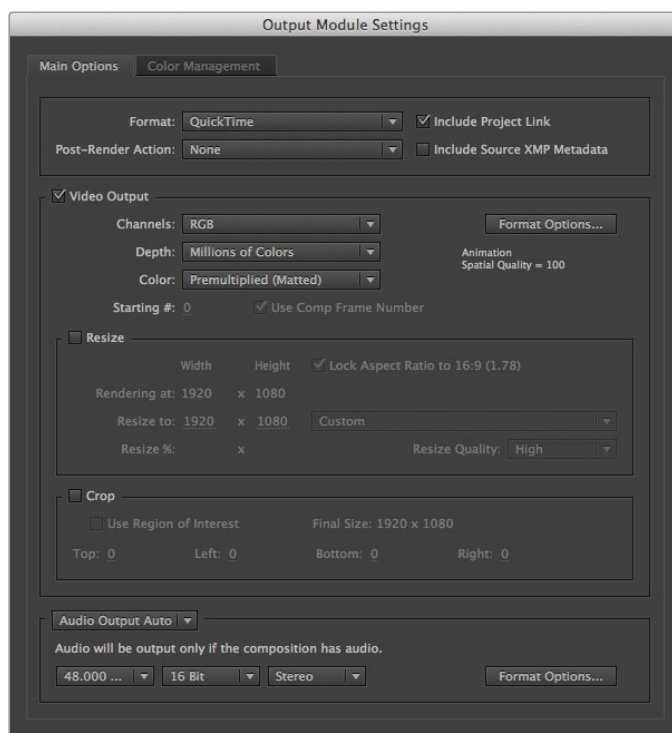 Output Module Settings
Main Options Color Management
Format: QuickTime Include Project Link
Post-Render Action: None Include Source XMP Metadata
Video Output
Channels: RGB Format Options...
Depth: Millions of Colors Animation
Spatial Quality = 100
Color: Premultiplied (Matted)
Starting #: 0 Use Comp Frame Number
Resize
Width Height Lock Aspect Ratio to 16:9 (1.78)
Rendering at: 1920 x 1080
Resize to: 1920 x 1080 Custom
Resize %: x Resize Quality: High
Crop
Use Region of Interest Final Size: 1920 x 1080
Top: 0 Left: 0 Bottom: 0 Right: 0
Audio Output Auto
Audio will be output only if the composition has audio.
48.000 ... 16 Bit Stereo Format Options...